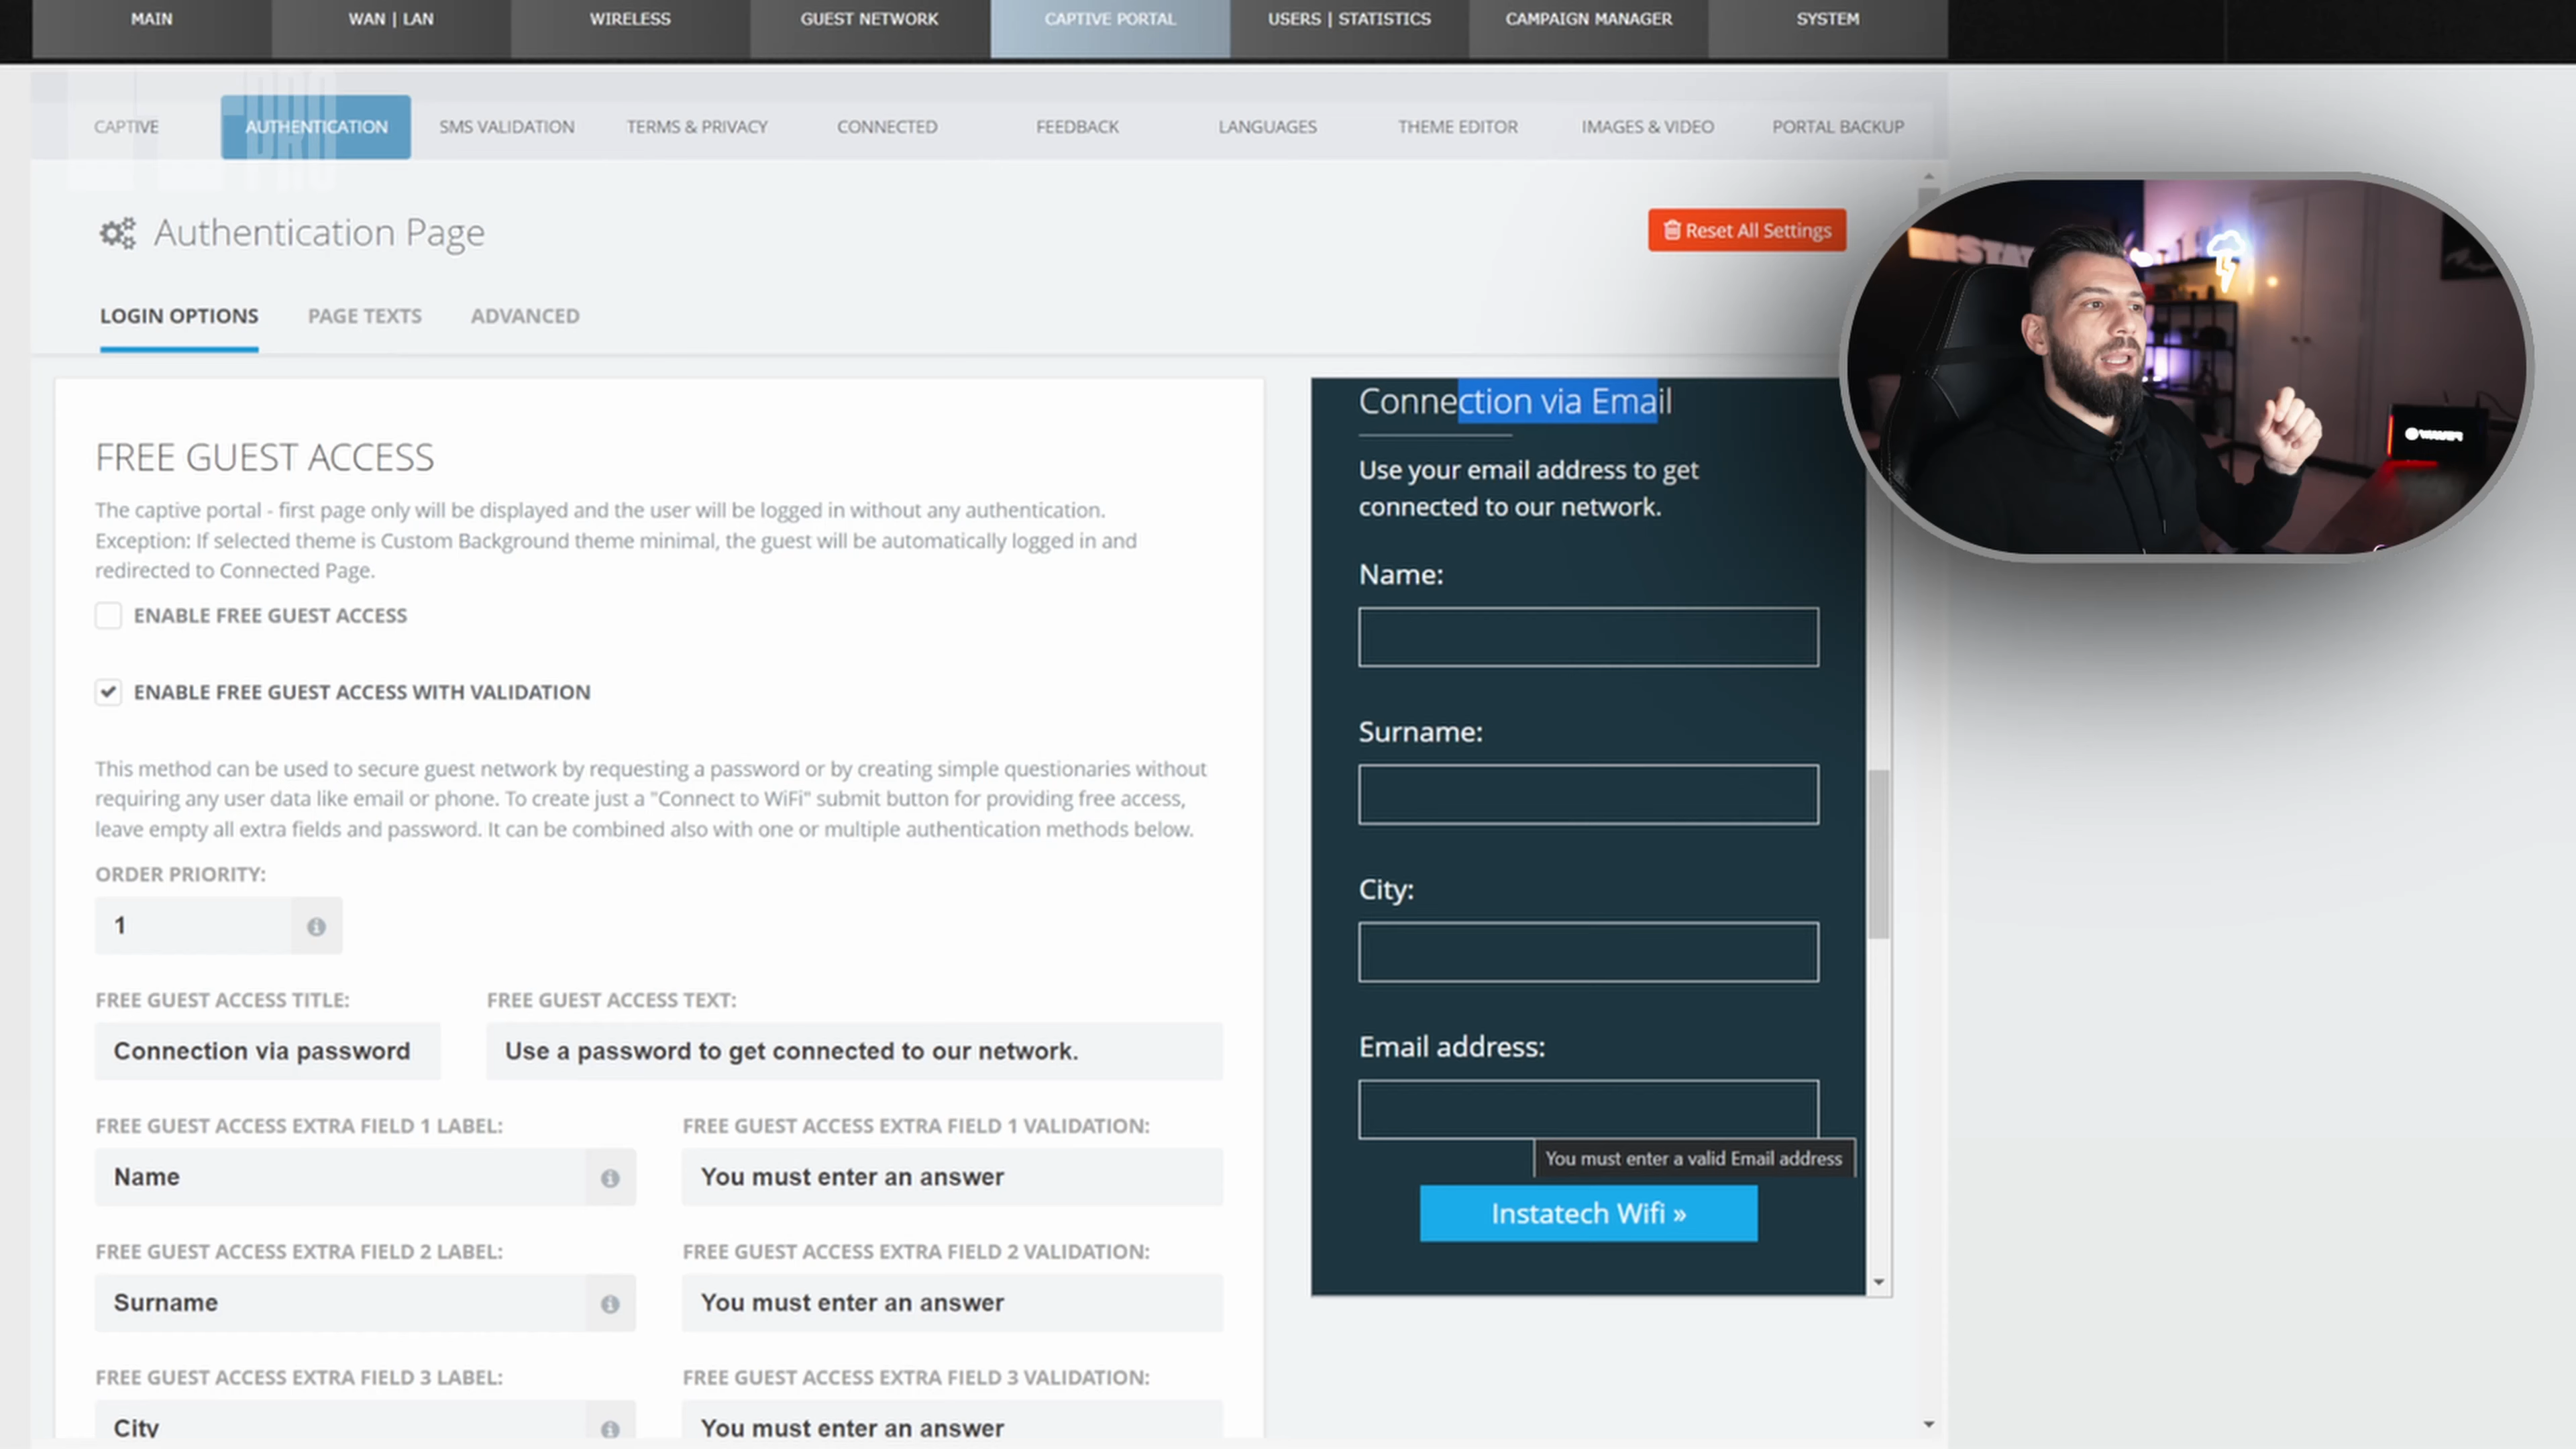 MAIN
WAN | LAN
WIRELESS
GUEST NETWORK
CAPTIVE PORTAL
USERS | STATISTICS
CAMPAIGN MANAGER
SYSTEM
CAPTIVE
AUTHENTICATION
SMS VALIDATION
TERMS & PRIVACY
CONNECTED
FEEDBACK
LANGUAGES
THEME EDITOR
IMAGES & VIDEO
PORTAL BACKUP
Authentication Page
Reset All Settings
LOGIN OPTIONS
PAGE TEXTS
ADVANCED
FREE GUEST ACCESS
The captive portal - first page only will be displayed and the user will be logged in without any authentication.
Exception: If selected theme is Custom Background theme minimal, the guest will be automatically logged in and
redirected to Connected Page.
ENABLE FREE GUEST ACCESS
ENABLE FREE GUEST ACCESS WITH VALIDATION
This method can be used to secure guest network by requesting a password or by creating simple questionaries without
requiring any user data like email or phone. To create just a "Connect to WiFi" submit button for providing free access,
leave empty all extra fields and password. It can be combined also with one or multiple authentication methods below.
ORDER PRIORITY:
1
FREE GUEST ACCESS TITLE:
FREE GUEST ACCESS TEXT:
Connection via password
Use a password to get connected to our network.
FREE GUEST ACCESS EXTRA FIELD 1 LABEL:
FREE GUEST ACCESS EXTRA FIELD 1 VALIDATION:
Name
You must enter an answer
FREE GUEST ACCESS EXTRA FIELD 2 LABEL:
FREE GUEST ACCESS EXTRA FIELD 2 VALIDATION:
Surname
You must enter an answer
FREE GUEST ACCESS EXTRA FIELD 3 LABEL:
FREE GUEST ACCESS EXTRA FIELD 3 VALIDATION:
City
You must enter an answer
Connection via Email
Use your email address to get
connected to our network.
Name:
Surname:
City:
Email address:
You must enter a valid Email address
Instatech Wifi »